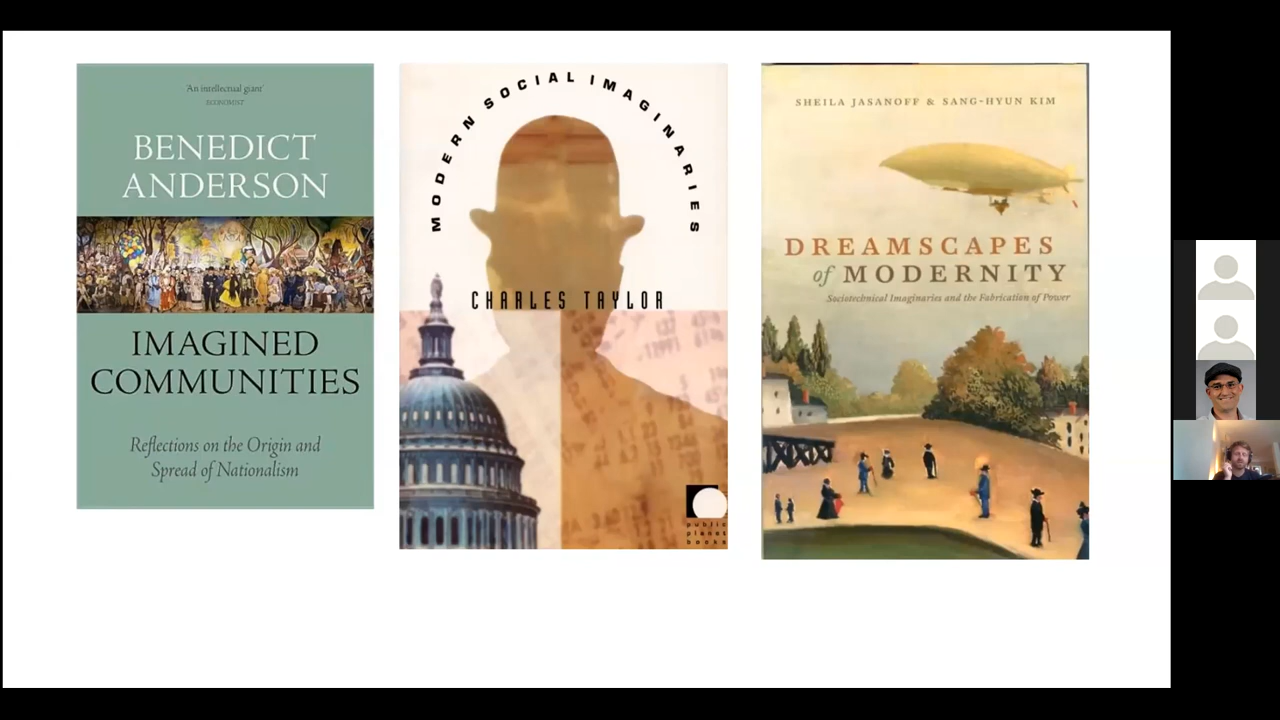 'An intellectual giant'
ECONOMIST
BENEDICT
ANDERSON
IMAGINED
COMMUNITIES
Reflections on the Origin and
Spread of Nationalism
MODERN SOCIAL IMAGINARIES
CHARLES TAYLOR
public
planet
books
SHEILA JASANOFF & SANG-HYUN KIM
DREAMSCAPES
of MODERNITY
Sociotechnical Imaginaries and the Fabrication of Power